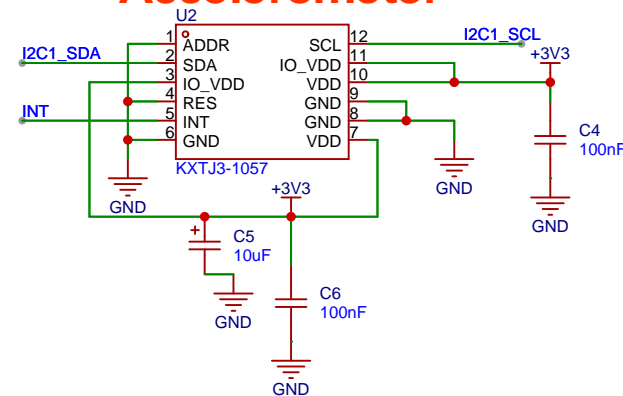 Accelerometer
U2
1 ADDR
2 SDA
3 IO_VDD
4 RES
5 INT
6 GND
SCL 12
IO_VDD 11
VDD 10
GND 9
GND 8
VDD 7
KXTJ3-1057
I2C1_SDA
INT
I2C1_SCL
+3V3
C4
100nF
GND
GND
GND
+3V3
+
C5
10uF
GND
C6
100nF
GND